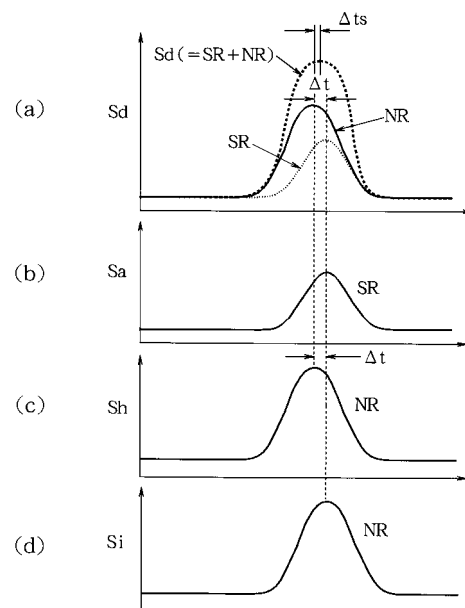 Δts
Sd(=SR+NR)
Δt
(a)
Sd
NR
SR
(b)
Sa
SR
Δt
(c)
Sh
NR
(d)
Si
NR